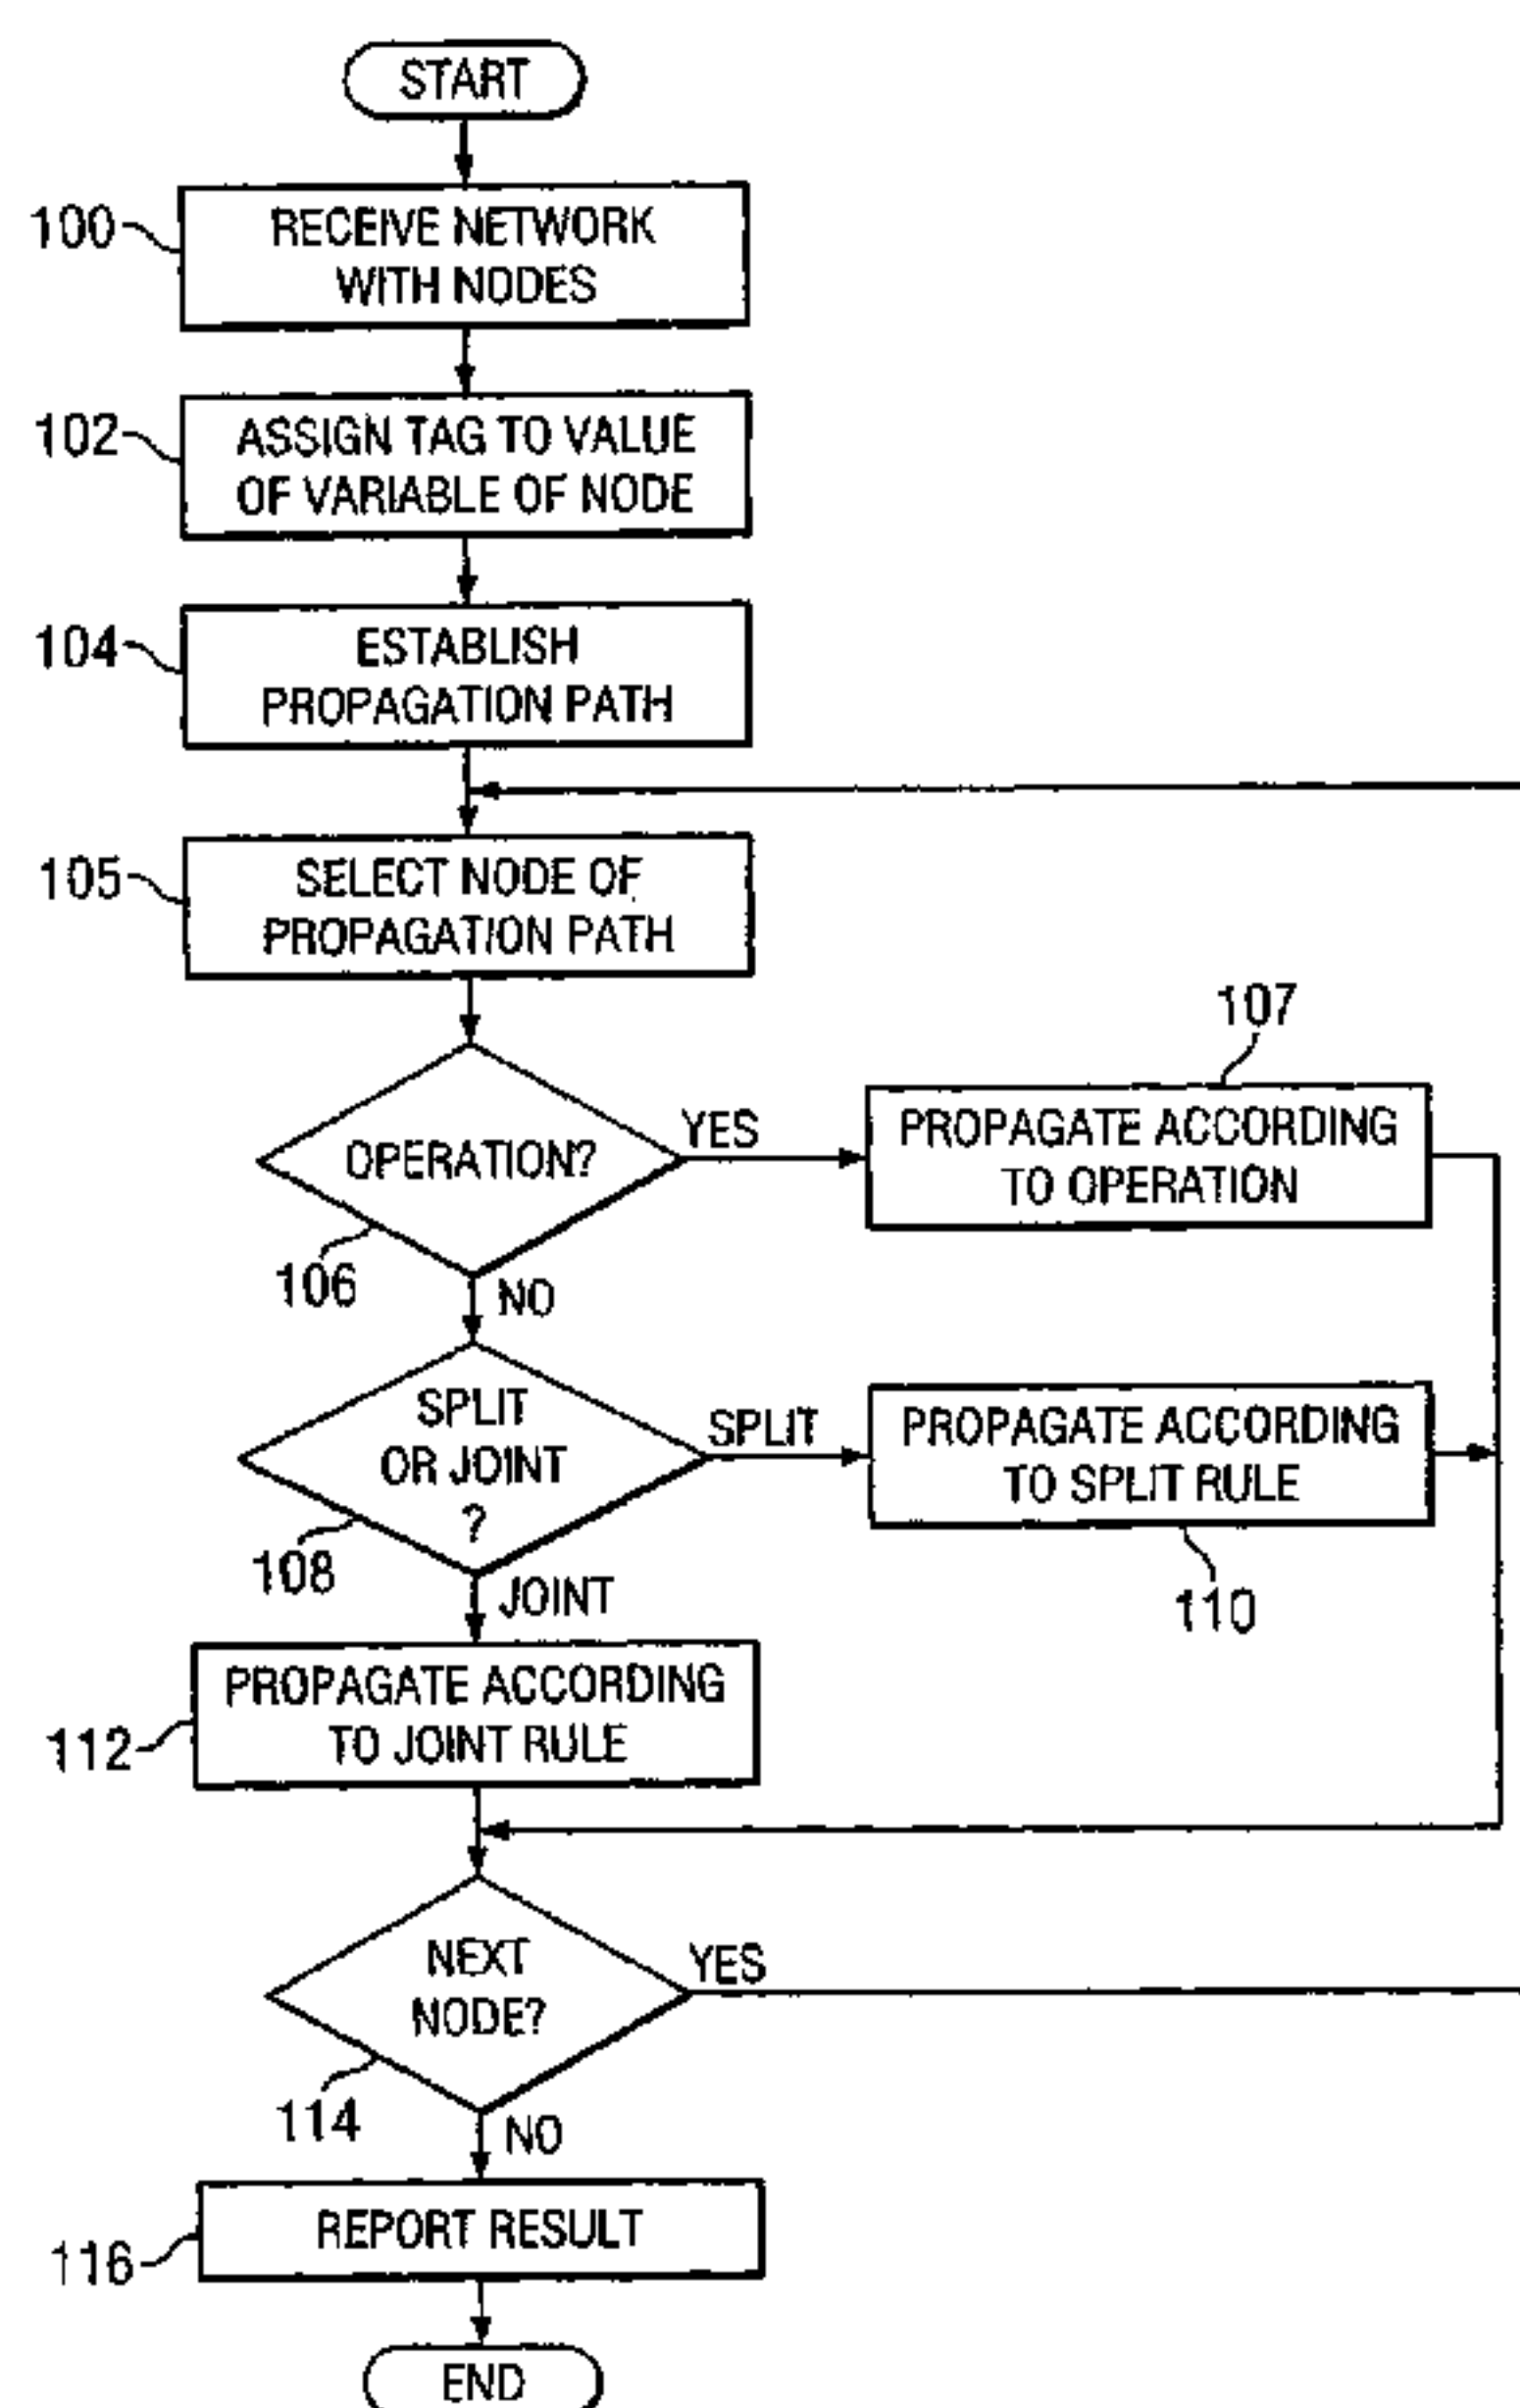 START
100
RECEIVE NETWORK
WITH NODES
102
ASSIGN TAG TO VALUE
OF VARIABLE OF NODE
104
ESTABLISH
PROPAGATION PATH
105
SELECT NODE OF
PROPAGATION PATH
107
OPERATION?
YES
PROPAGATE ACCORDING
TO OPERATION
106
NO
SPLIT
OR JOINT
?
SPLIT
PROPAGATE ACCORDING
TO SPLIT RULE
108
JOINT
110
112
PROPAGATE ACCORDING
TO JOINT RULE
NEXT
NODE?
YES
114
NO
116
REPORT RESULT
END